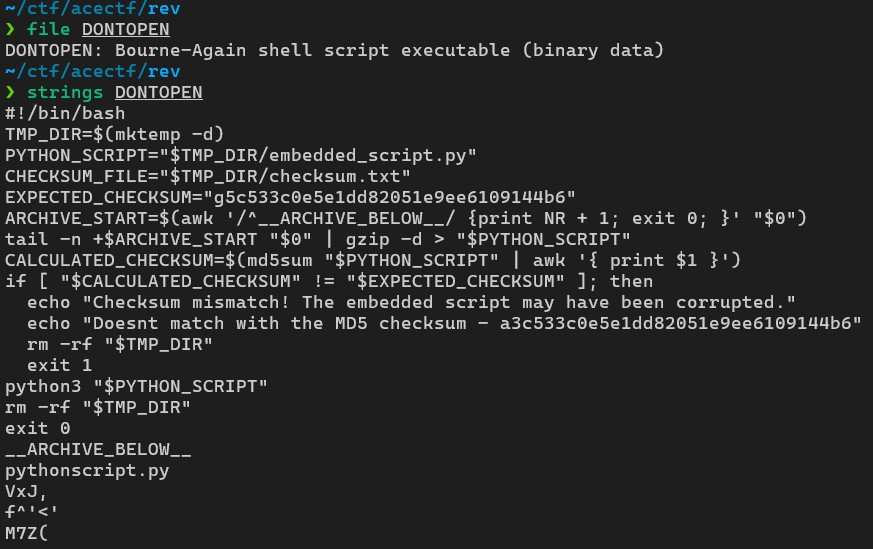 ~/ctf/acectf/rev
❯ file DONTOPEN
DONTOPEN: Bourne-Again shell script executable (binary data)
~/ctf/acectf/rev
❯ strings DONTOPEN
#!/bin/bash
TMP_DIR=$(mktemp -d)
PYTHON_SCRIPT="$TMP_DIR/embedded_script.py"
CHECKSUM_FILE="$TMP_DIR/checksum.txt"
EXPECTED_CHECKSUM="g5c533c0e5e1dd82051e9ee6109144b6"
ARCHIVE_START=$(awk '/^__ARCHIVE_BELOW__/ {print NR + 1; exit 0; }' "$0")
tail -n +$ARCHIVE_START "$0" | gzip -d > "$PYTHON_SCRIPT"
CALCULATED_CHECKSUM=$(md5sum "$PYTHON_SCRIPT" | awk '{ print $1 }')
if [ "$CALCULATED_CHECKSUM" != "$EXPECTED_CHECKSUM" ]; then
  echo "Checksum mismatch! The embedded script may have been corrupted."
  echo "Doesnt match with the MD5 checksum - a3c533c0e5e1dd82051e9ee6109144b6"
  rm -rf "$TMP_DIR"
  exit 1
python3 "$PYTHON_SCRIPT"
rm -rf "$TMP_DIR"
exit 0
__ARCHIVE_BELOW__
pythonscript.py
VxJ,
f^'<'
M7Z(